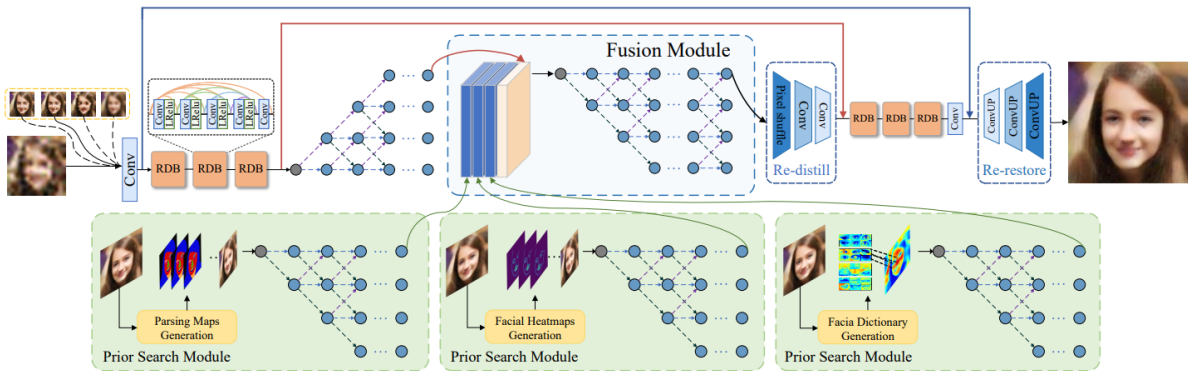 Fusion Module
Conv
Conv
LRelu
Conv
LRelu
Conv
LRelu
Conv
LRelu
Conv
RDB
RDB
RDB
Pixel shuffle
Conv
Conv
Re-distill
RDB
RDB
RDB
Conv
ConvUP
ConvUP
ConvUP
Re-restore
Parsing Maps
Generation
Prior Search Module
Facial Heatmaps
Generation
Prior Search Module
Facia Dictionary
Generation
Prior Search Module